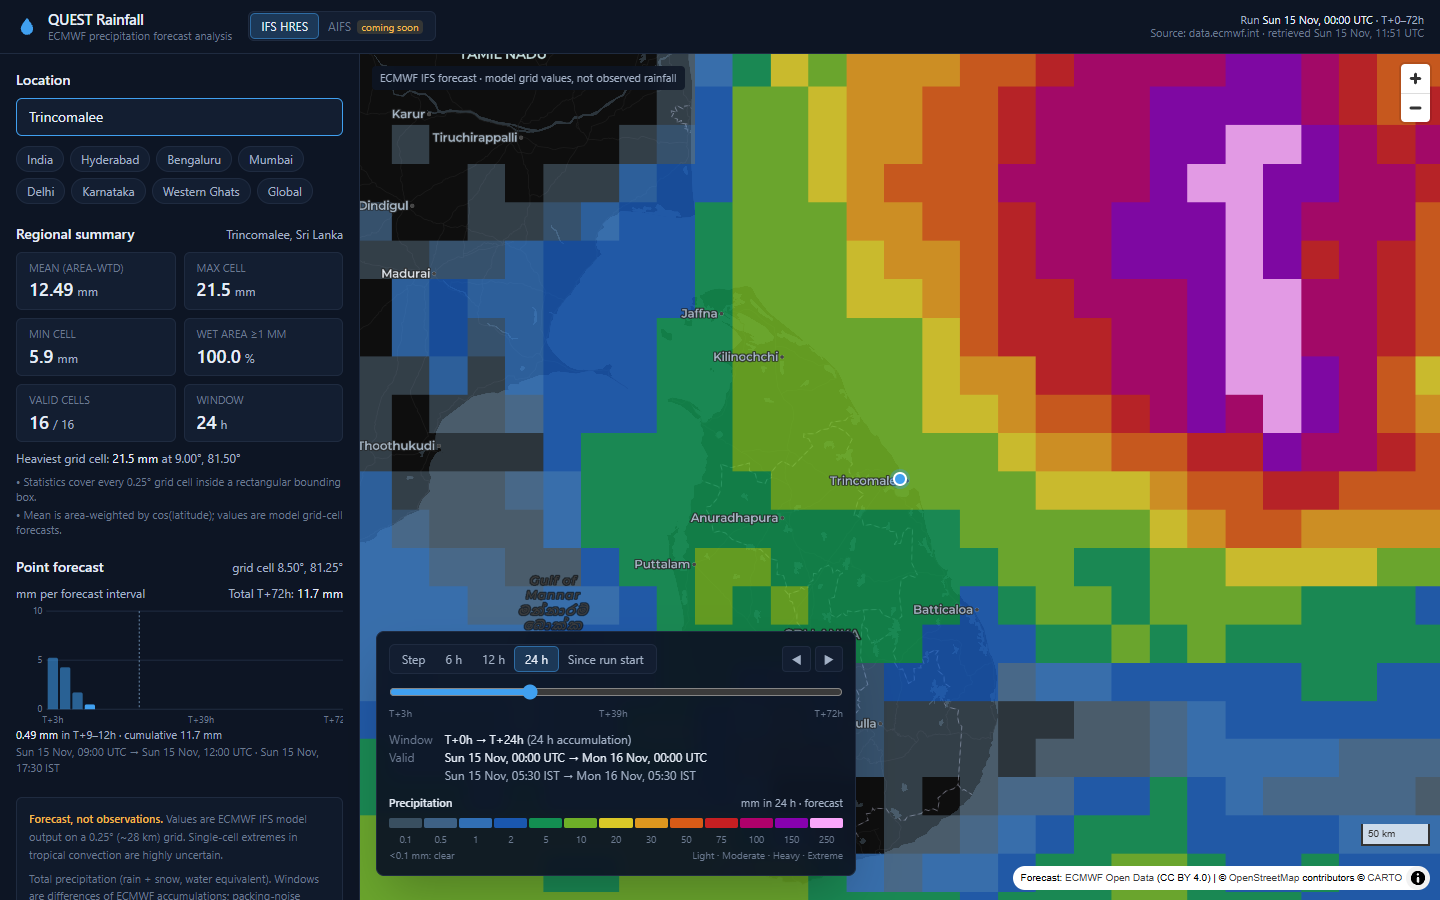 QUEST Rainfall
ECMWF precipitation forecast analysis
IFS HRES
AIFS coming soon
Run Sun 15 Nov, 00:00 UTC · T+0–72h
Source: data.ecmwf.int · retrieved Sun 15 Nov, 11:51 UTC
Location
Trincomalee
India
Hyderabad
Bengaluru
Mumbai
Delhi
Karnataka
Western Ghats
Global
Regional summary
Trincomalee, Sri Lanka
MEAN (AREA-WTD)
12.49 mm
MAX CELL
21.5 mm
MIN CELL
5.9 mm
WET AREA ≥1 MM
100.0 %
VALID CELLS
16 / 16
WINDOW
24 h
Heaviest grid cell: 21.5 mm at 9.00°, 81.50°
• Statistics cover every 0.25° grid cell inside a rectangular bounding
box.
• Mean is area-weighted by cos(latitude); values are model grid-cell
forecasts.
Point forecast
grid cell 8.50°, 81.25°
mm per forecast interval
Total T+72h: 11.7 mm
10
5
0
T+3h
T+39h
T+72
0.49 mm in T+9–12h · cumulative 11.7 mm
Sun 15 Nov, 09:00 UTC → Sun 15 Nov, 12:00 UTC · Sun 15 Nov,
17:30 IST
Forecast, not observations. Values are ECMWF IFS model
output on a 0.25° (~28 km) grid. Single-cell extremes in
tropical convection are highly uncertain.
Total precipitation (rain + snow, water equivalent). Windows
are differences of ECMWF accumulations; packing-noise
TAMIL NADU
ECMWF IFS forecast · model grid values, not observed rainfall
Karur
Tiruchirappalli
Dindigul
Madurai
Jaffna
Kilinochchi
Thoothukudi
Trincomale
Anuradhapura
Puttalam
Gulf of
Mannar
Batticaloa
ulla
+
−
Step
6 h
12 h
24 h
Since run start
◀
▶
T+3h
T+39h
T+72h
Window T+0h → T+24h (24 h accumulation)
Valid Sun 15 Nov, 00:00 UTC → Mon 16 Nov, 00:00 UTC
Sun 15 Nov, 05:30 IST → Mon 16 Nov, 05:30 IST
Precipitation
mm in 24 h · forecast
0.1
0.5
1
2
5
10
20
30
50
75
100
150
250
<0.1 mm: clear
Light · Moderate · Heavy · Extreme
50 km
Forecast: ECMWF Open Data (CC BY 4.0) | © OpenStreetMap contributors © CARTO